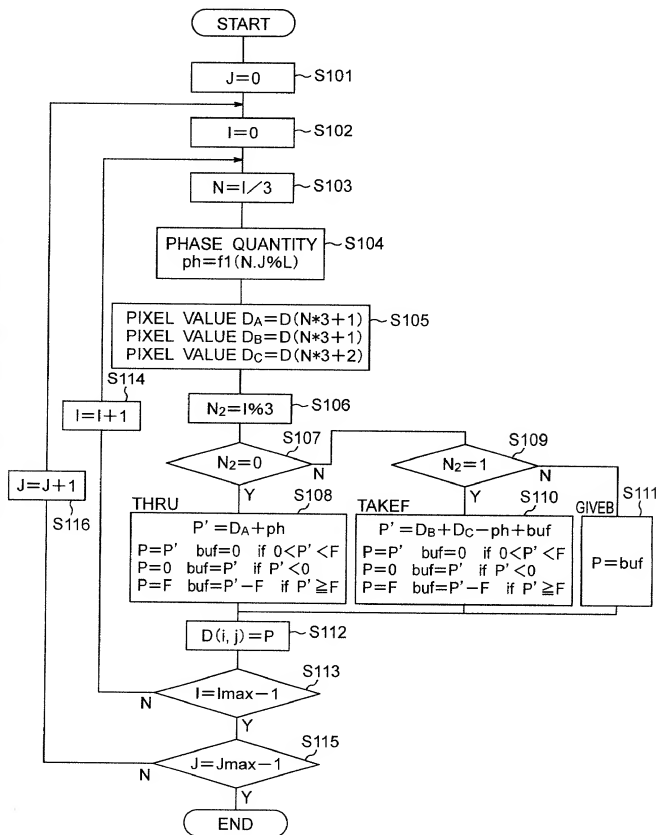 START
J=0
S101
I=0
S102
N=I/3
S103
PHASE QUANTITY
ph=f1(N.J%L)
S104
PIXEL VALUE DA=D(N*3+1)
PIXEL VALUE DB=D(N*3+1)
PIXEL VALUE DC=D(N*3+2)
S105
S114
I=I+1
N2=I%3
S106
S107
N2=0
N
Y
S109
N2=1
N
Y
J=J+1
S116
THRU
S108
P'=DA+ph
P=P' buf=0 if 0<P'<F
P=0 buf=P' if P'<0
P=F buf=P'−F if P'≧F
TAKEF
S110
P'=DB+DC−ph+buf
P=P' buf=0 if 0<P'<F
P=0 buf=P' if P'<0
P=F buf=P'−F if P'≧F
GIVEB
S111
P=buf
D(i, j)=P
S112
S113
I=Imax−1
N
Y
S115
J=Jmax−1
N
Y
END